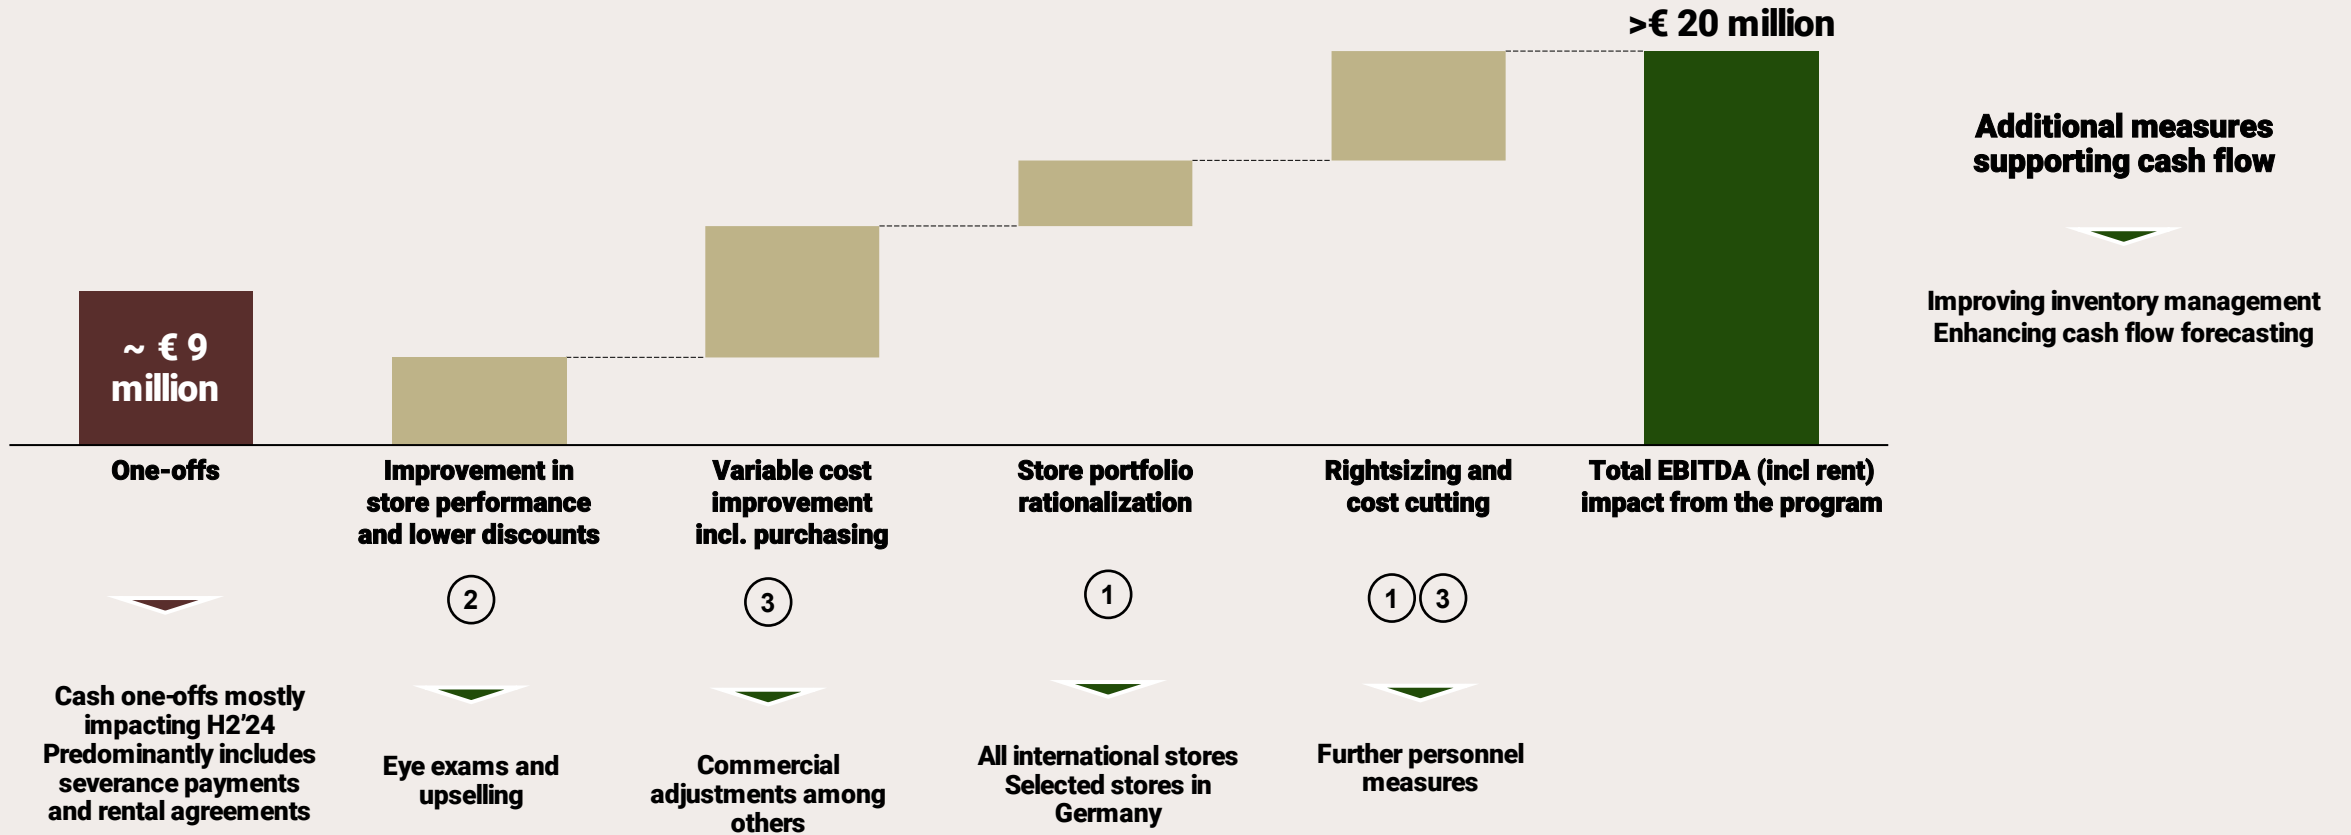 >€ 20 million
~ € 9
million
Additional measures
supporting cash flow
Improving inventory management
Enhancing cash flow forecasting
One-offs
Cash one-offs mostly
impacting H2’24
Predominantly includes
severance payments
and rental agreements
Improvement in
store performance
and lower discounts
2
Eye exams and
upselling
Variable cost
improvement
incl. purchasing
3
Commercial
adjustments among
others
Store portfolio
rationalization
1
All international stores
Selected stores in
Germany
Rightsizing and
cost cutting
1 3
Further personnel
measures
Total EBITDA (incl rent)
impact from the program